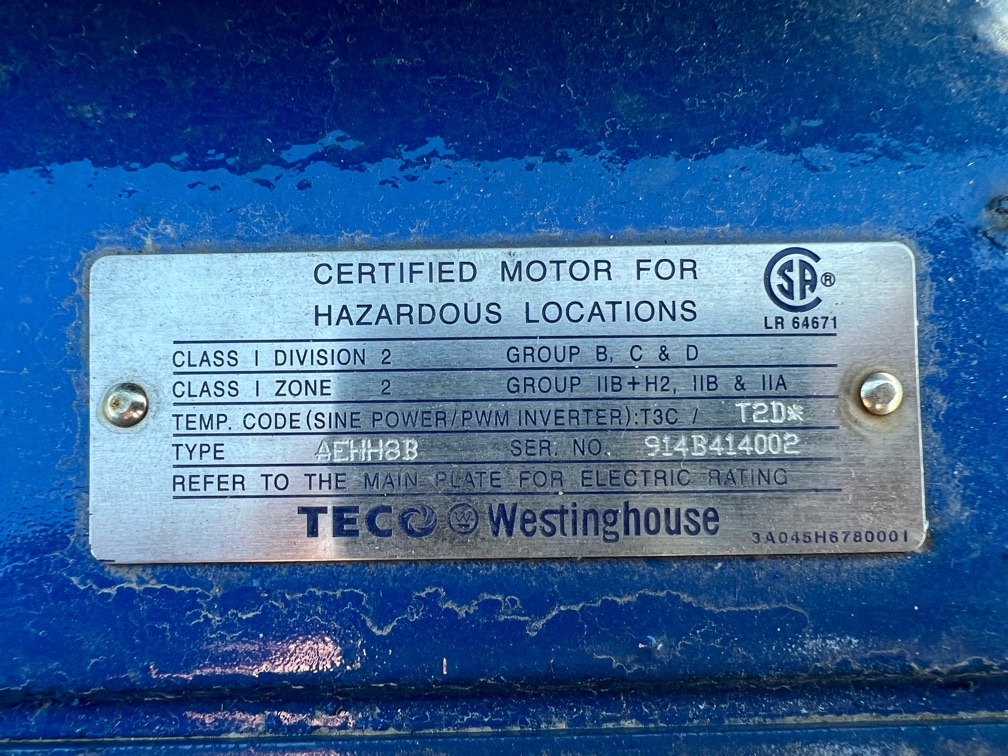 CERTIFIED MOTOR FOR
HAZARDOUS LOCATIONS
SA ®
LR 64671
CLASS I DIVISION 2 GROUP B, C & D
CLASS I ZONE 2 GROUP IIB+H2, IIB & IIA
TEMP. CODE(SINE POWER/PWM INVERTER):T3C / T2D*
TYPE AEHH8B SER. NO. 914B414002
REFER TO THE MAIN PLATE FOR ELECTRIC RATING
TECO W Westinghouse
3A045H6780001